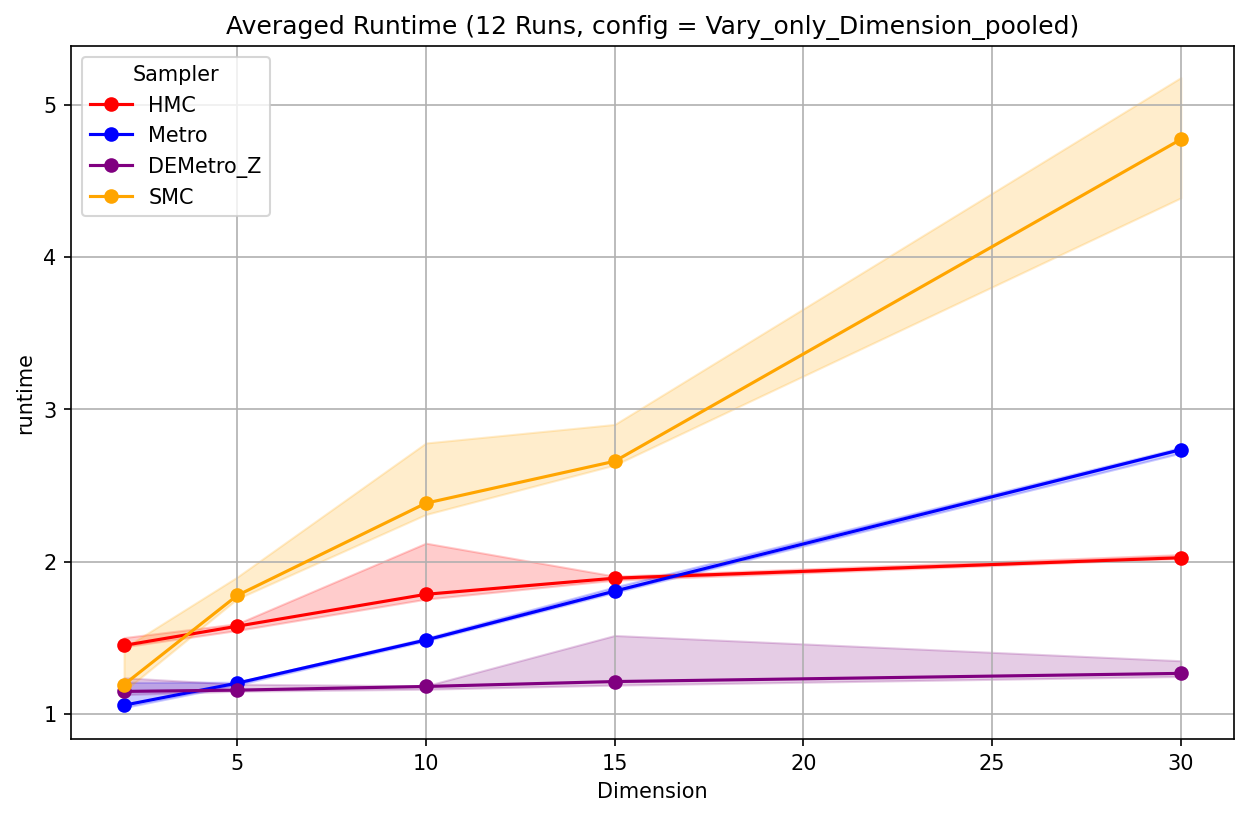 Averaged Runtime (12 Runs, config = Vary_only_Dimension_pooled)
Sampler
HMC
Metro
DEMetro_Z
SMC
runtime
5
4
3
2
1
5
10
15
20
25
30
Dimension